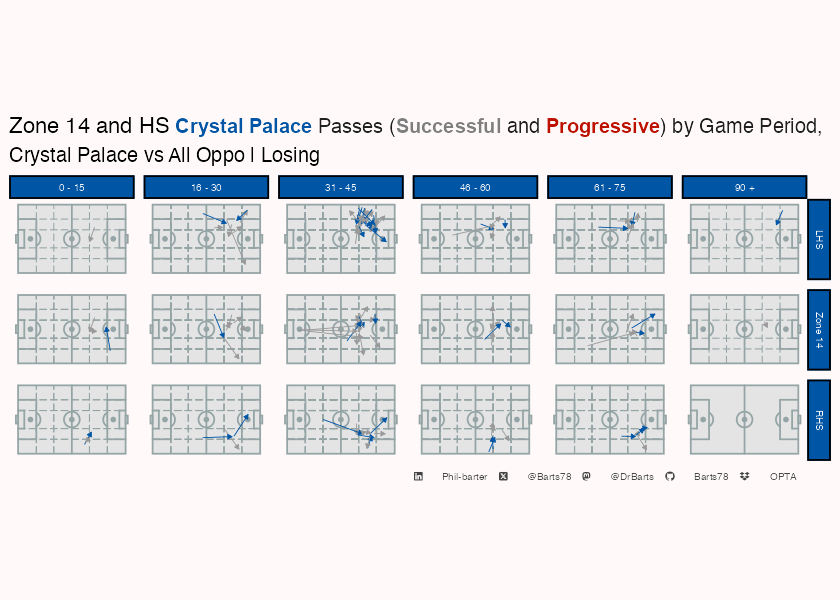 Zone 14 and HS Crystal Palace Passes (Successful and Progressive) by Game Period,
Crystal Palace vs All Oppo I Losing
0 - 15
16 - 30
31 - 45
46 - 60
61 - 75
90 +
LHS
Zone 14
RHS
Phil-barter @Barts78 @DrBarts Barts78 OPTA